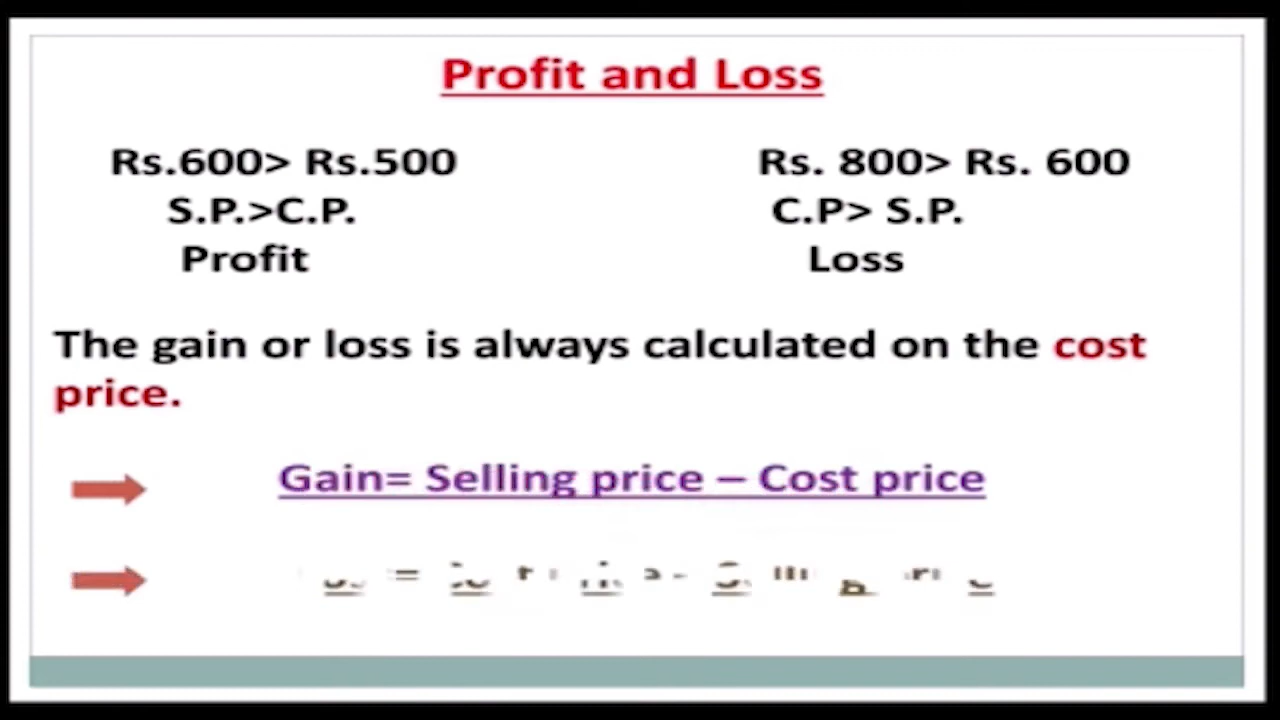 Profit and Loss
Rs.600> Rs.500
S.P.>C.P.
Profit
Rs. 800> Rs. 600
C.P> S.P.
Loss
The gain or loss is always calculated on the cost
price.
Gain= Selling price – Cost price